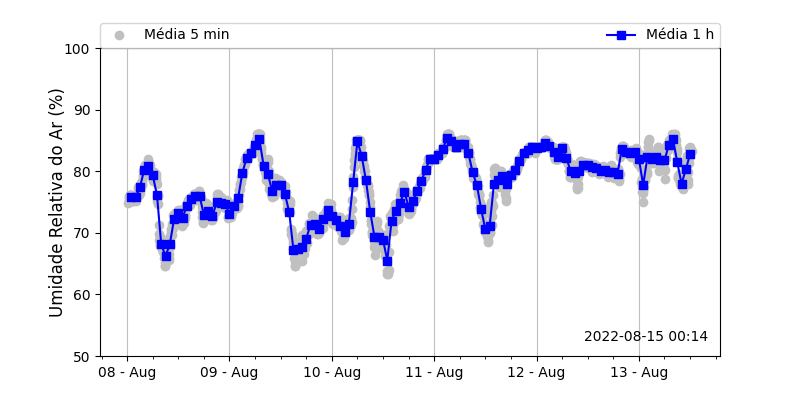 Média 5 min
Média 1 h
100
90
80
70
60
50
Umidade Relativa do Ar (%)
2022-08-15 00:14
08 - Aug
09 - Aug
10 - Aug
11 - Aug
12 - Aug
13 - Aug